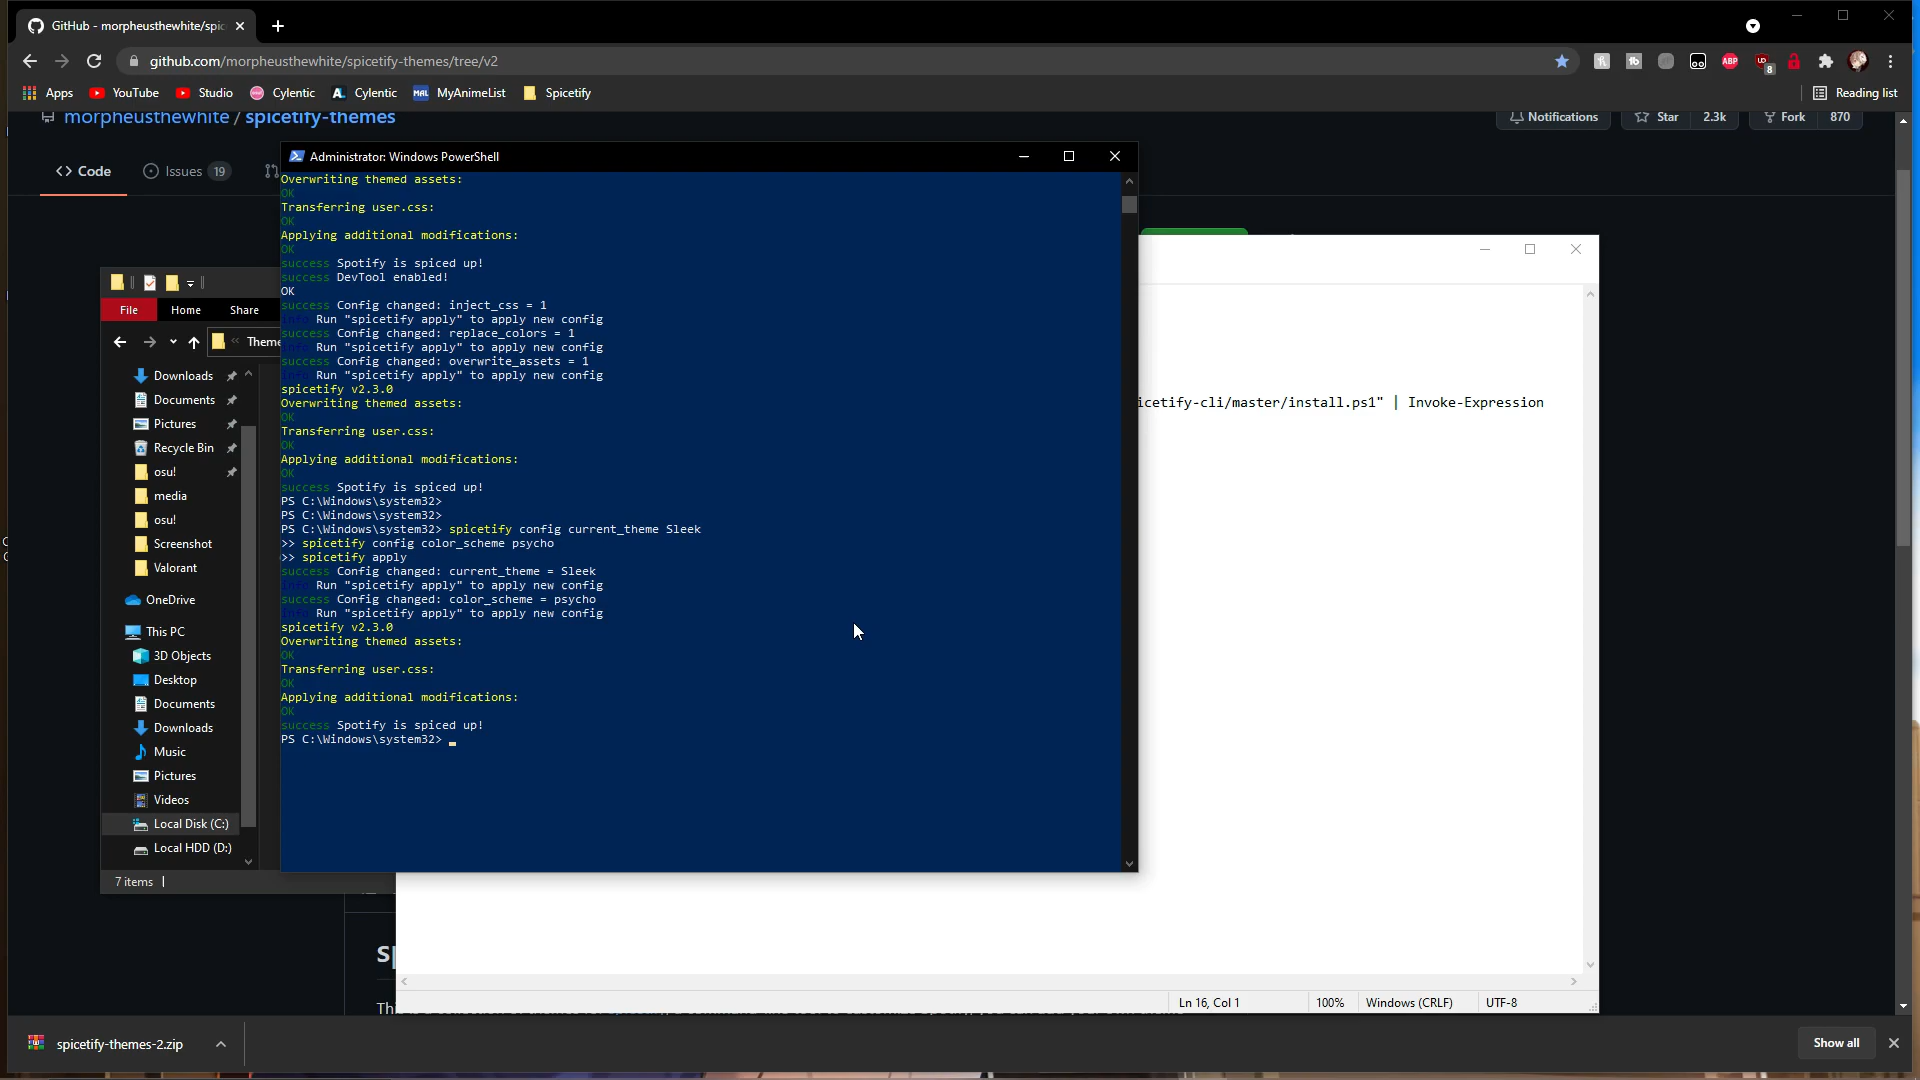 GitHub - morpheusthewhite/spic
github.com/morpheusthewhite/spicetify-themes/tree/v2
ABP
8
Apps
YouTube
Studio
Cylentic
Cylentic
MAL MyAnimeList
Spicetify
Reading list
morpheusthewhite / spicetify-themes
Notifications
Star 2.3k
Fork 870
<> Code
Issues 19
Administrator: Windows PowerShell
Overwriting themed assets:
OK
Transferring user.css:
OK
Applying additional modifications:
OK
success Spotify is spiced up!
success DevTool enabled!
OK
success Config changed: inject_css = 1
info Run "spicetify apply" to apply new config
success Config changed: replace_colors = 1
info Run "spicetify apply" to apply new config
success Config changed: overwrite_assets = 1
info Run "spicetify apply" to apply new config
spicetify v2.3.0
Overwriting themed assets:
OK
Transferring user.css:
OK
Applying additional modifications:
OK
success Spotify is spiced up!
PS C:\Windows\system32>
PS C:\Windows\system32>
PS C:\Windows\system32> spicetify config current_theme Sleek
>> spicetify config color_scheme psycho
>> spicetify apply
success Config changed: current_theme = Sleek
info Run "spicetify apply" to apply new config
success Config changed: color_scheme = psycho
info Run "spicetify apply" to apply new config
spicetify v2.3.0
Overwriting themed assets:
OK
Transferring user.css:
OK
Applying additional modifications:
OK
success Spotify is spiced up!
PS C:\Windows\system32>
File
Home
Share
« Theme
Downloads
Documents
Pictures
Recycle Bin
osu!
media
osu!
Screenshot
Valorant
OneDrive
This PC
3D Objects
Desktop
Documents
Downloads
Music
Pictures
Videos
Local Disk (C:)
Local HDD (D:)
7 items
icetify-cli/master/install.ps1" | Invoke-Expression
Ln 16, Col 1
100%
Windows (CRLF)
UTF-8
spicetify-themes-2.zip
Show all